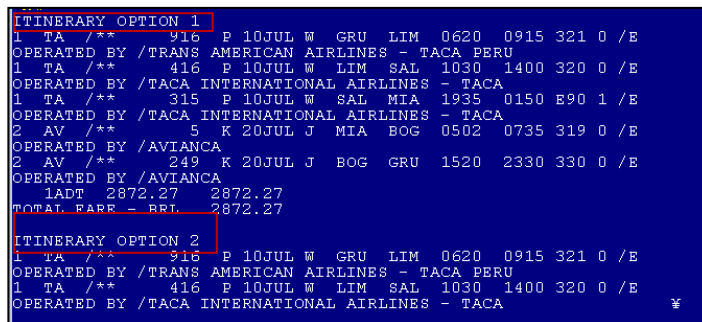 ITINERARY OPTION 1
1 TA /** 916 P 10JUL W GRU LIM 0620 0915 321 0 /E
OPERATED BY /TRANS AMERICAN AIRLINES - TACA PERU
1 TA /** 416 P 10JUL W LIM SAL 1030 1400 320 0 /E
OPERATED BY /TACA INTERNATIONAL AIRLINES - TACA
1 TA /** 315 P 10JUL W SAL MIA 1935 0150 E90 1 /E
OPERATED BY /TACA INTERNATIONAL AIRLINES - TACA
2 AV /** 5 K 20JUL J MIA BOG 0502 0735 319 0 /E
OPERATED BY /AVIANCA
2 AV /** 249 K 20JUL J BOG GRU 1520 2330 330 0 /E
OPERATED BY /AVIANCA
1ADT 2872.27 2872.27
TOTAL FARE - BRL 2872.27
ITINERARY OPTION 2
1 TA /** 916 P 10JUL W GRU LIM 0620 0915 321 0 /E
OPERATED BY /TRANS AMERICAN AIRLINES - TACA PERU
1 TA /** 416 P 10JUL W LIM SAL 1030 1400 320 0 /E
OPERATED BY /TACA INTERNATIONAL AIRLINES - TACA ¥